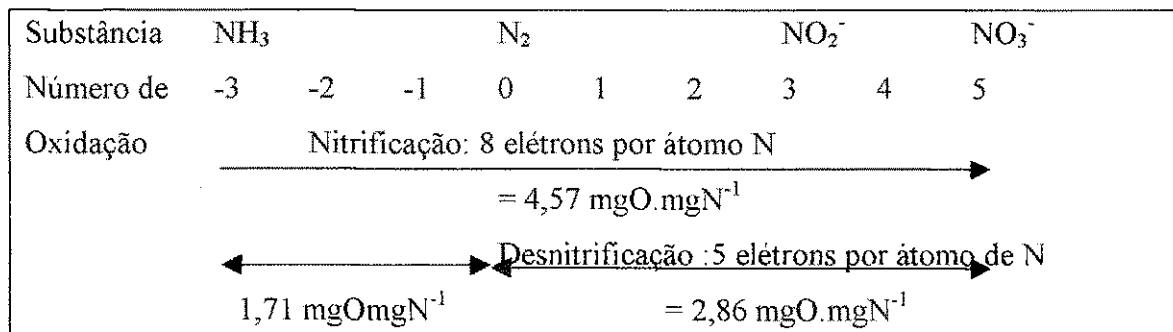 Substância NH₃ N₂ NO₂⁻ NO₃⁻
Número de -3 -2 -1 0 1 2 3 4 5
Oxidação Nitrificação: 8 elétrons por átomo N
= 4,57 mgO.mgN⁻¹
Desnitrificação :5 elétrons por átomo de N
1,71 mgOmgN⁻¹ = 2,86 mgO.mgN⁻¹